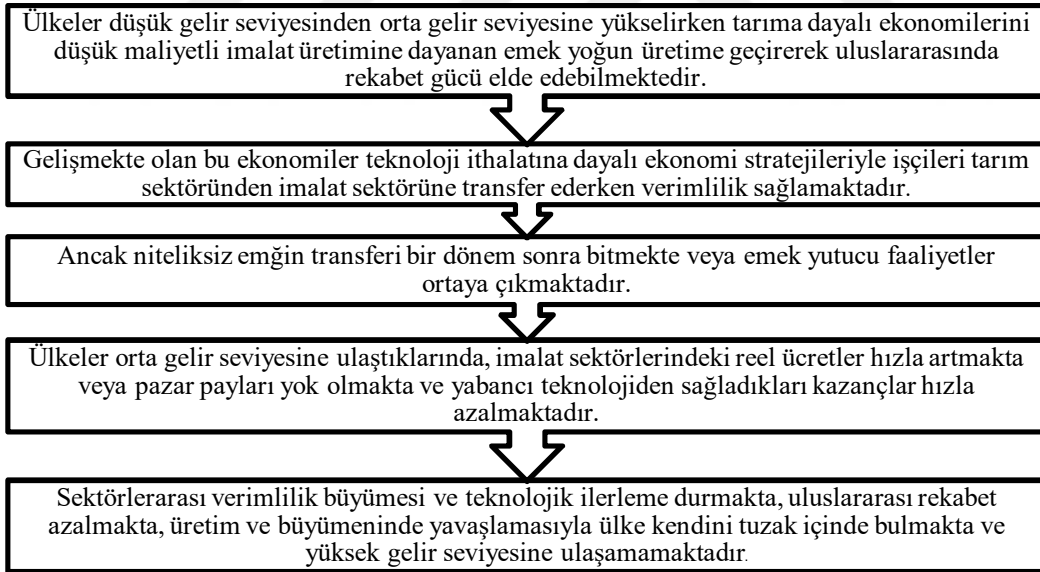 Ülkeler düşük gelir seviyesinden orta gelir seviyesine yükselirken tarıma dayalı ekonomilerini
düşük maliyetli imalat üretimine dayanan emek yoğun üretime geçirerek uluslararasında
rekabet gücü elde edebilmektedir.
Gelişmekte olan bu ekonomiler teknoloji ithalatına dayalı ekonomi stratejileriyle işçileri tarım
sektöründen imalat sektörüne transfer ederken verimlilik sağlamaktadır.
Ancak niteliksiz emğin transferi bir dönem sonra bitmekte veya emek yutucu faaliyetler
ortaya çıkmaktadır.
Ülkeler orta gelir seviyesine ulaştıklarında, imalat sektörlerindeki reel ücretler hızla artmakta
veya pazar payları yok olmakta ve yabancı teknolojiden sağladıkları kazançlar hızla
azalmaktadır.
Sektörlerarası verimlilik büyümesi ve teknolojik ilerleme durmakta, uluslararası rekabet
azalmakta, üretim ve büyümeninde yavaşlamasıyla ülke kendini tuzak içinde bulmakta ve
yüksek gelir seviyesine ulaşamamaktadır.